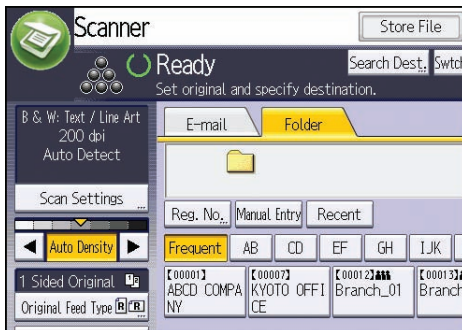 Scanner
Store File
Ready
Search Dest.
Set original and specify destination.
B & W: Text / Line Art
200 dpi
Auto Detect
Scan Settings
Auto Density
1 Sided Original
Original Feed Type
E-mail
Folder
Reg. No.
Manual Entry
Recent
Frequent
AB
CD
EF
GH
IJK
[00001]
ABCD COMPA
NY
[00007]
KYOTO OFFI
CE
[00012]
Branch_01
[00013]
Branch